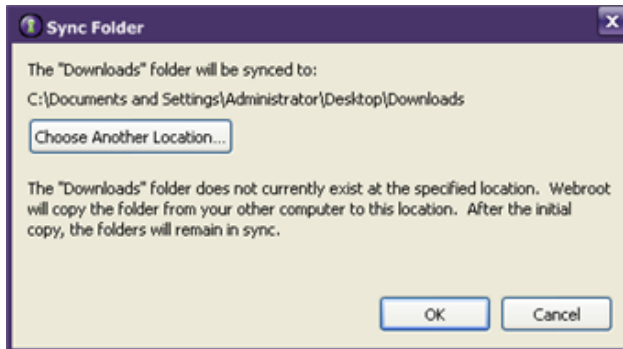 Sync Folder
The "Downloads" folder will be synced to:
C:\Documents and Settings\Administrator\Desktop\Downloads
Choose Another Location...
The "Downloads" folder does not currently exist at the specified location.  Webroot
will copy the folder from your other computer to this location.  After the initial
copy, the folders will remain in sync.
OK Cancel